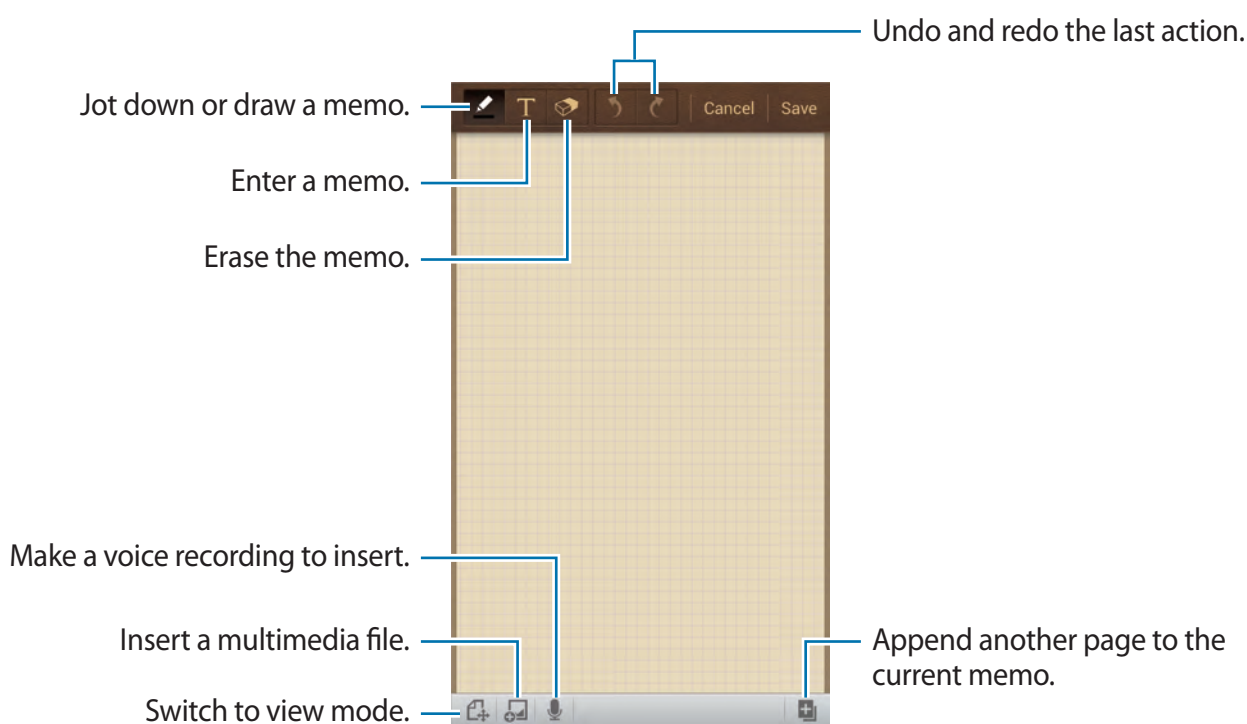 Undo and redo the last action.
Jot down or draw a memo.
T
Cancel
Save
Enter a memo.
Erase the memo.
Make a voice recording to insert.
Insert a multimedia file.
Append another page to the
current memo.
Switch to view mode.